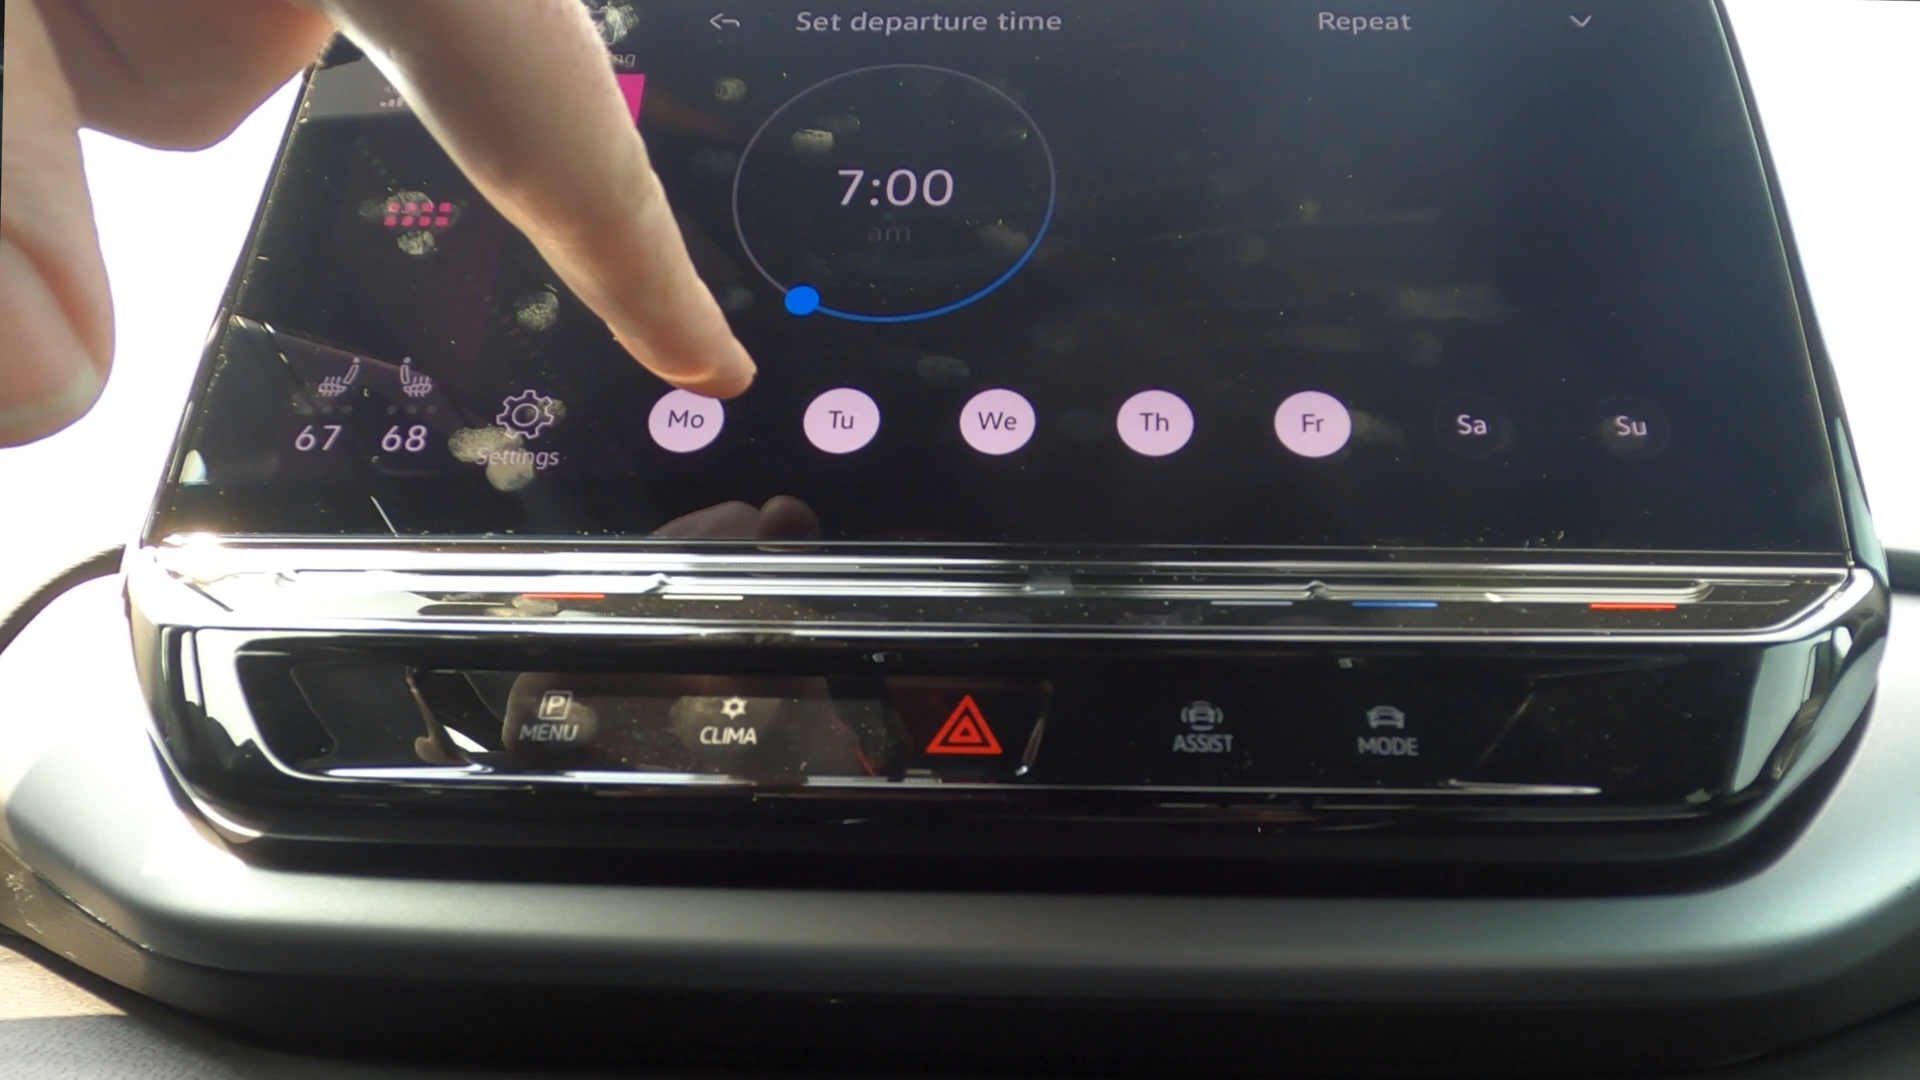 Set departure time
Repeat
7:00
am
67
68
Settings
Mo
Tu
We
Th
Fr
Sa
Su
P
MENU
CLIMA
ASSIST
MODE